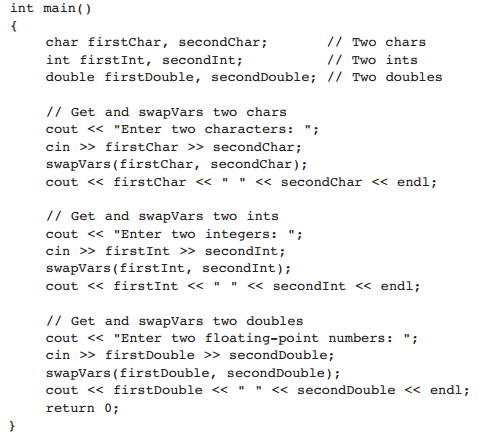 int main()
{
    char firstChar, secondChar;       // Two chars
    int firstInt, secondInt;          // Two ints
    double firstDouble, secondDouble; // Two doubles

    // Get and swapVars two chars
    cout << "Enter two characters: ";
    cin >> firstChar >> secondChar;
    swapVars(firstChar, secondChar);
    cout << firstChar << " " << secondChar << endl;

    // Get and swapVars two ints
    cout << "Enter two integers: ";
    cin >> firstInt >> secondInt;
    swapVars(firstInt, secondInt);
    cout << firstInt << " " << secondInt << endl;

    // Get and swapVars two doubles
    cout << "Enter two floating-point numbers: ";
    cin >> firstDouble >> secondDouble;
    swapVars(firstDouble, secondDouble);
    cout << firstDouble << " " << secondDouble << endl;
    return 0;
}